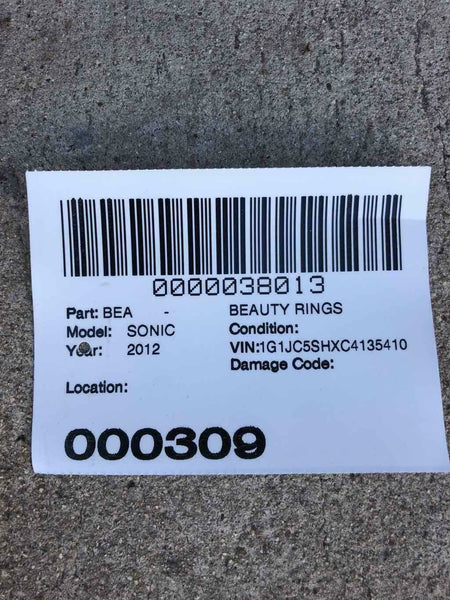 0000038013
Part: BEA - BEAUTY RINGS
Model: SONIC Condition:
Year: 2012 VIN:1G1JC5SHXC4135410
Damage Code:
Location:
000309